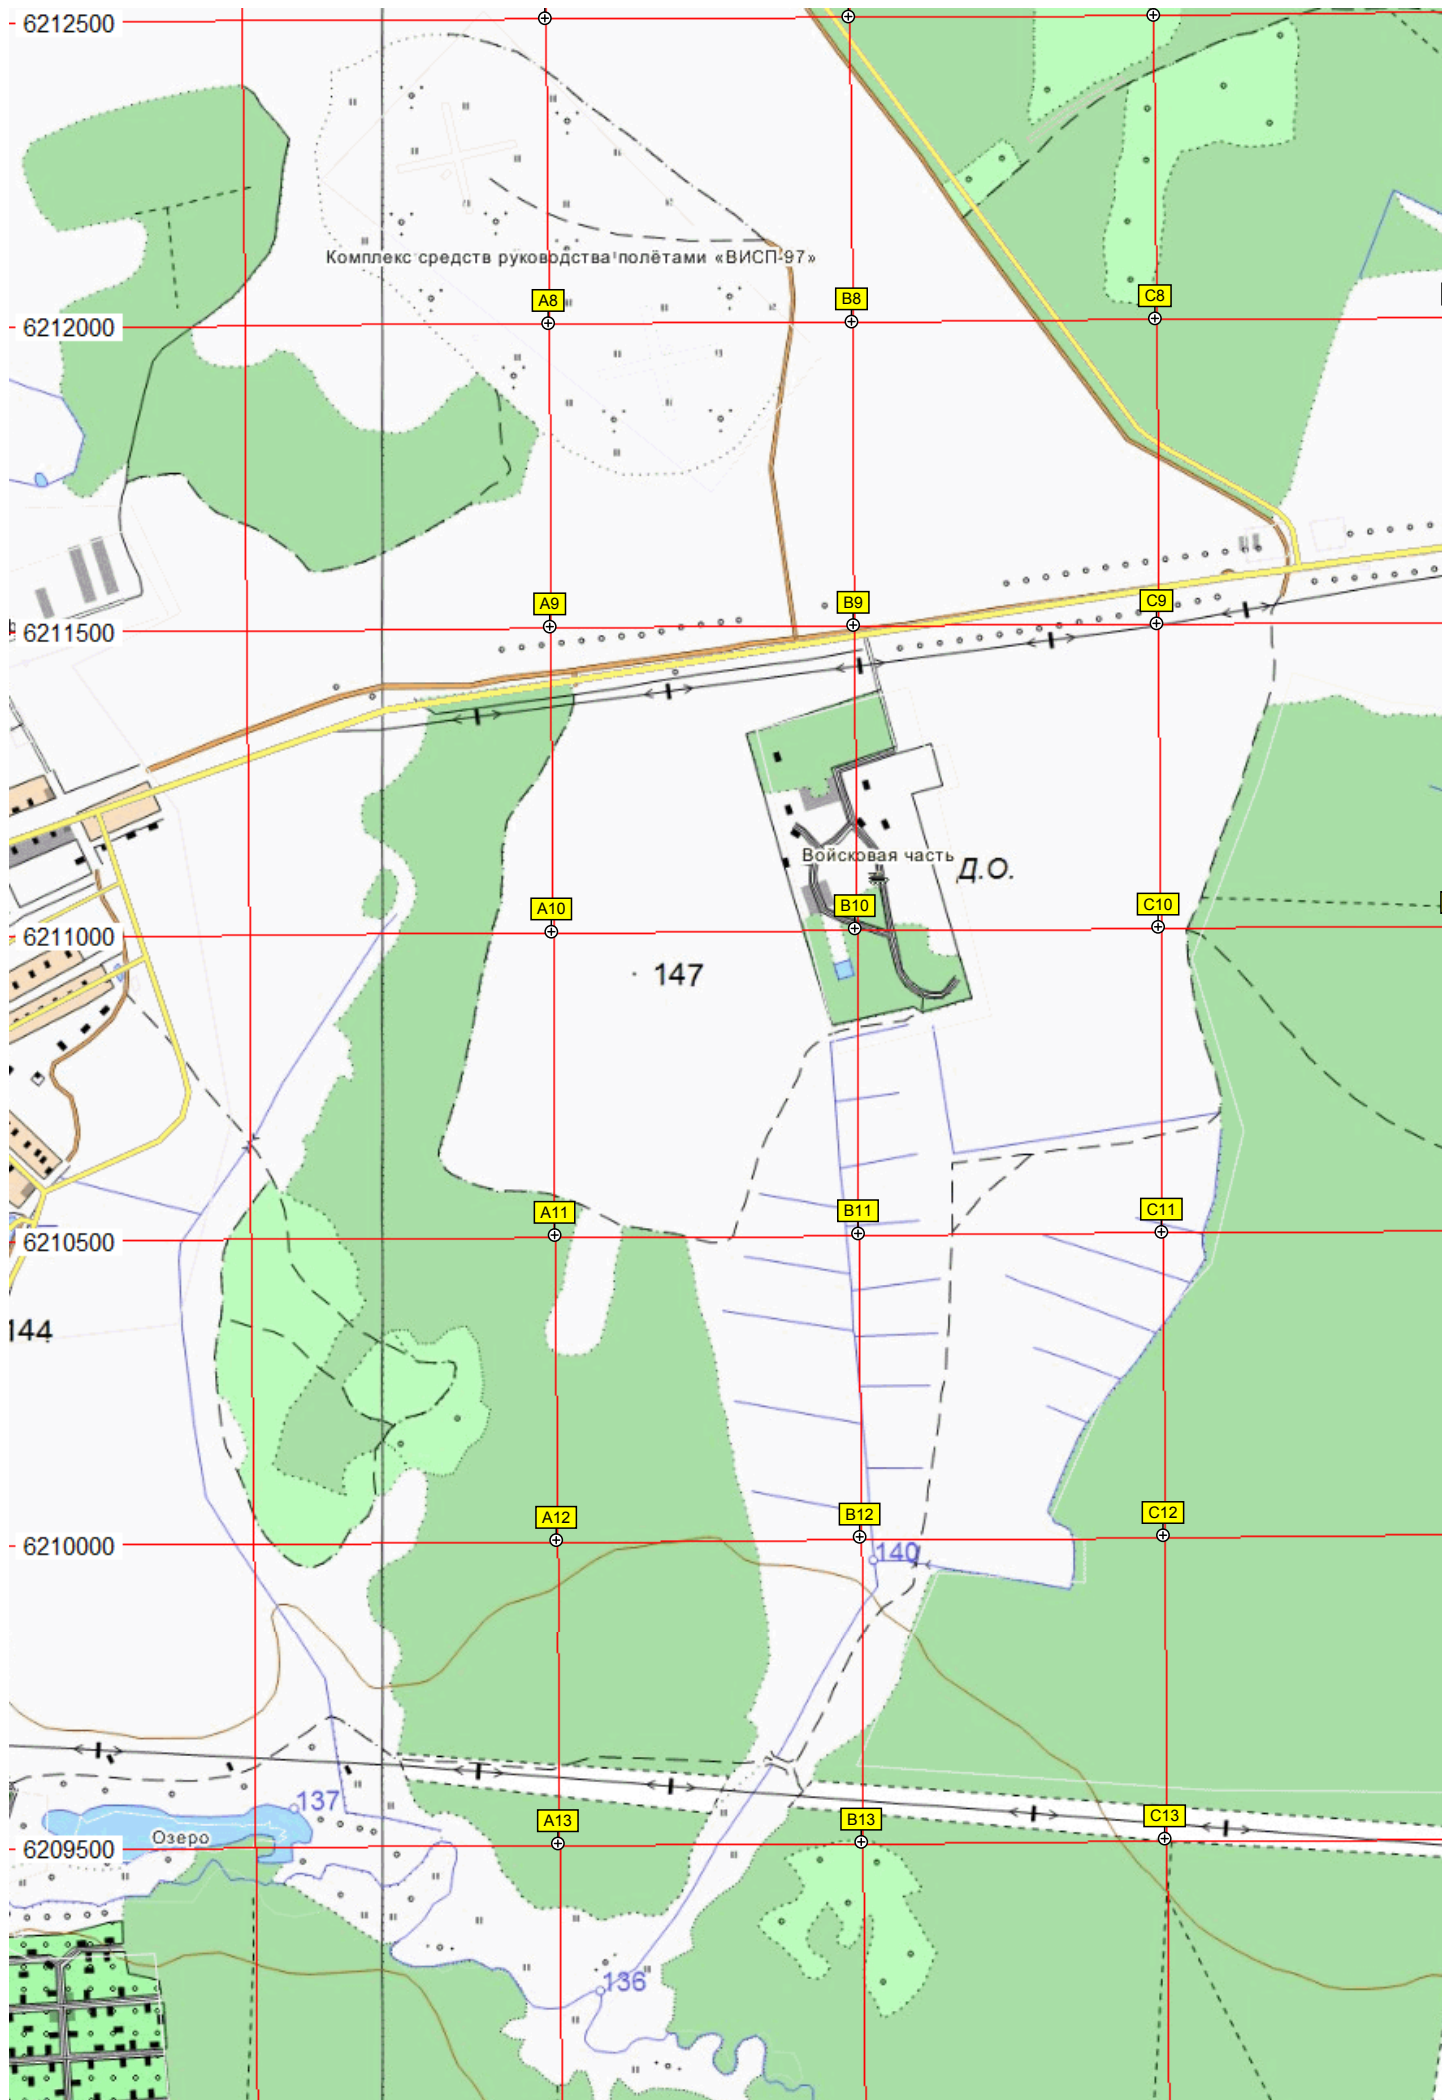 6212500
Комплекс средств руководства полётами «ВИСП-97»
A8
B8
C8
6212000
A9
B9
C9
6211500
Войсковая часть
Д.О.
A10
B10
C10
6211000
147
A11
B11
C11
6210500
144
A12
B12
C12
6210000
140
137
A13
B13
C13
Озеро
6209500
136